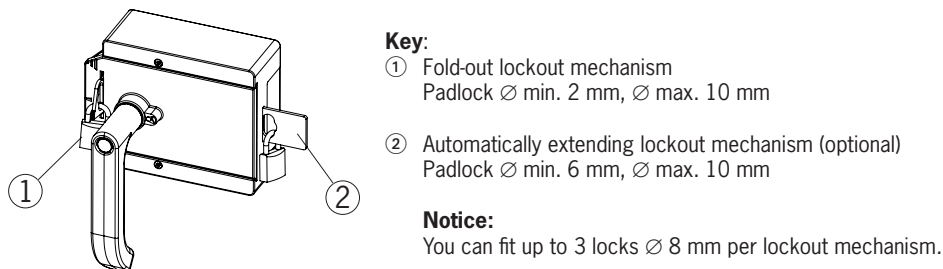 Key:
① Fold-out lockout mechanism
Padlock ∅ min. 2 mm, ∅ max. 10 mm
② Automatically extending lockout mechanism (optional)
Padlock ∅ min. 6 mm, ∅ max. 10 mm
Notice:
You can fit up to 3 locks ∅ 8 mm per lockout mechanism.
①
②